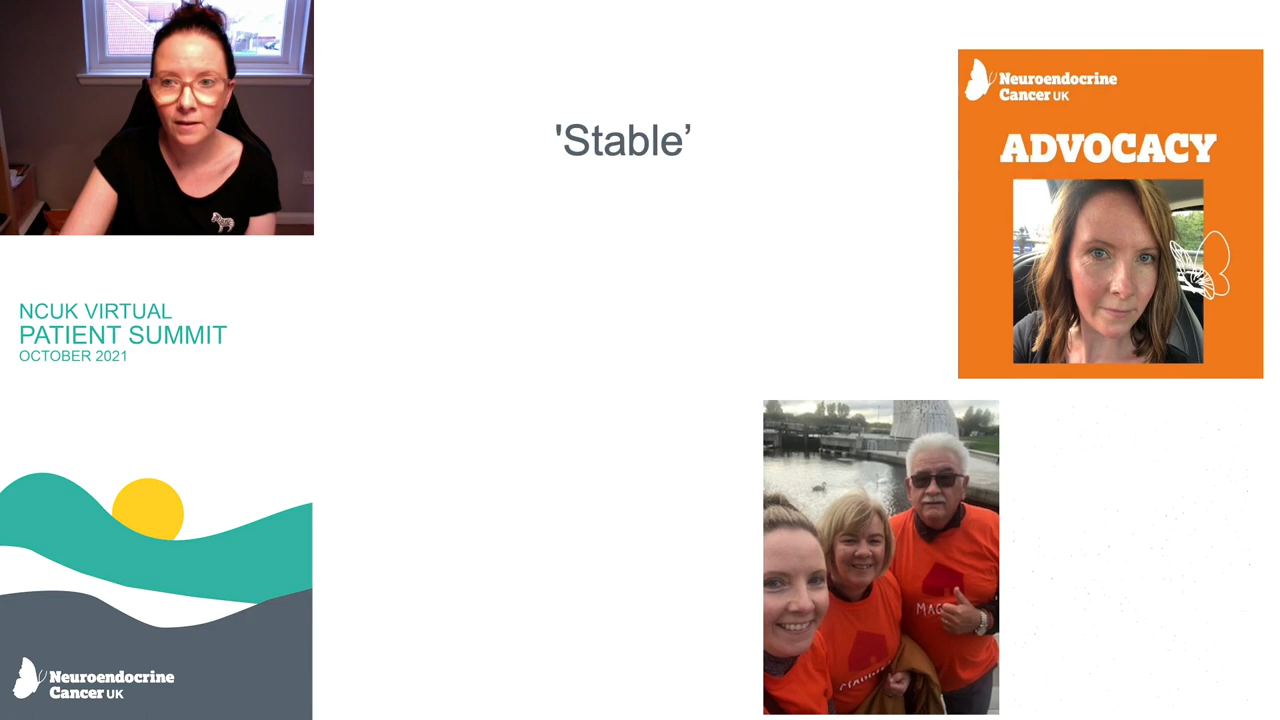 'Stable’
Neuroendocrine
Cancer UK
ADVOCACY
NCUK VIRTUAL
PATIENT SUMMIT
OCTOBER 2021
Neuroendocrine
Cancer UK